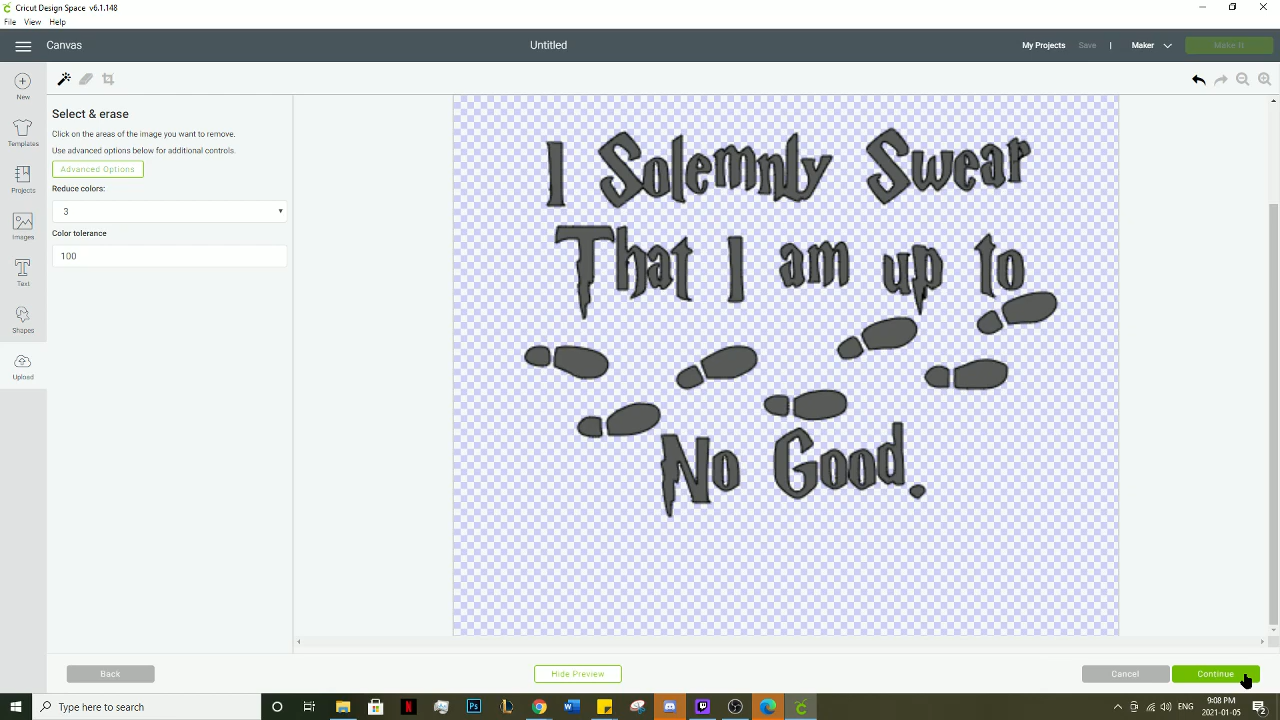 Cricut Design Space v6.1.148
File View Help
Canvas
Untitled
My Projects Save | Maker Make It
New
Templates
Projects
Images
Text
Shapes
Upload
Select & erase
Click on the areas of the image you want to remove.
Use advanced options below for additional controls.
Advanced Options
Reduce colors:
3
Color tolerance
100
I Solemnly Swear
That I am up to
No Good.
Back
Hide Preview
Cancel
Continue
Type here to search
ENG
9:08 PM
2021-01-05
2